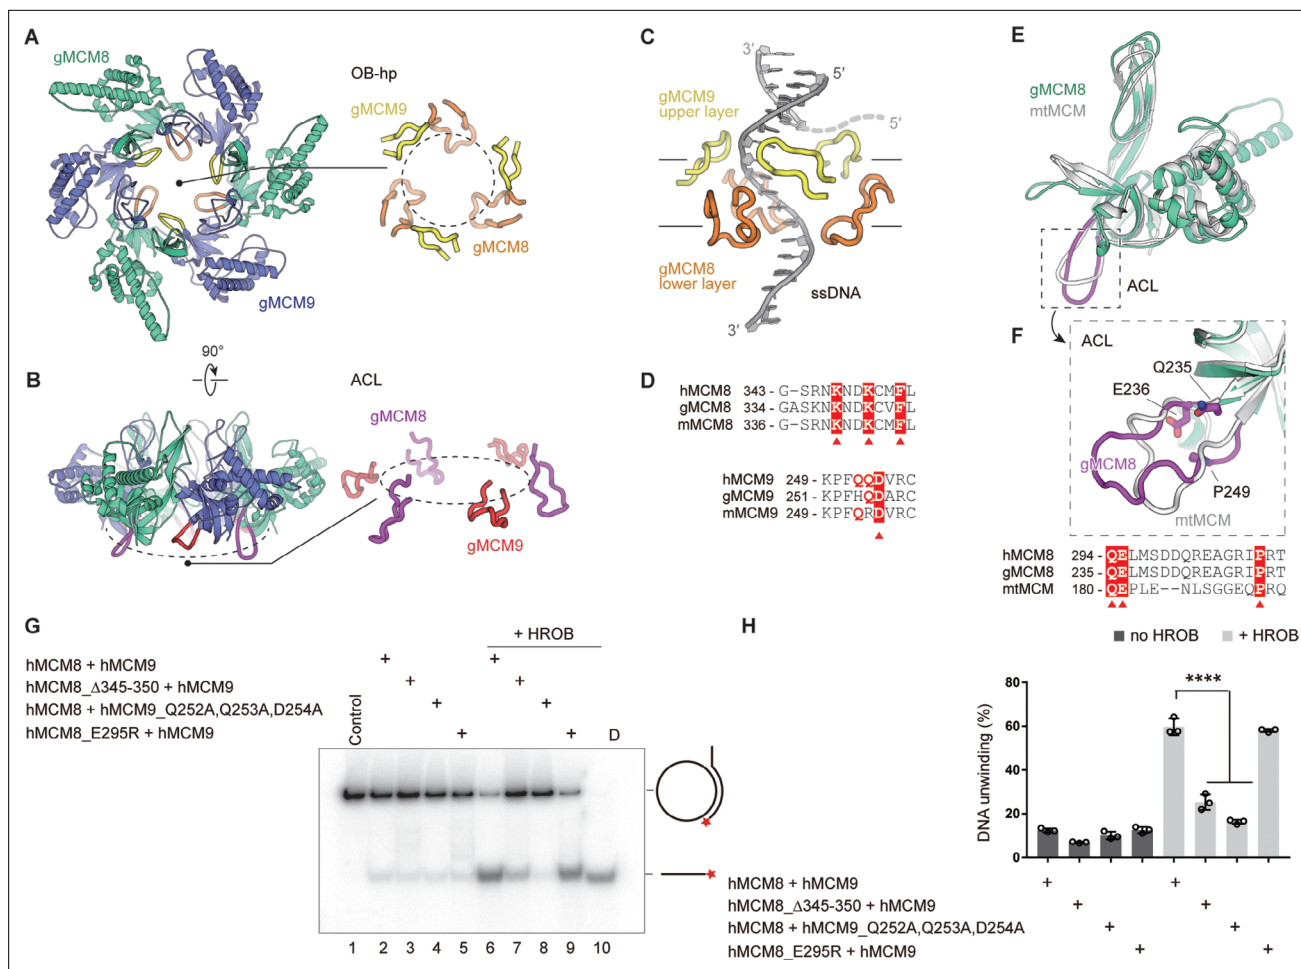 A
gMCM8
OB-hp
gMCM9
gMCM8
gMCM9
90°
B
ACL
gMCM8
gMCM9
C
3′
5′
gMCM9
upper layer
5′
gMCM8
lower layer
ssDNA
3′
D
hMCM8 343 - G-SRNKNDKCMFL
gMCM8 334 - GASKNKNDKCVFL
mMCM8 336 - G-SRNKNDKCMFL
hMCM9 249 - KPFQQDVRC
gMCM9 251 - KPFHQDARC
mMCM9 249 - KPFQRDVRC
E
gMCM8
mtMCM
ACL
F
ACL
Q235
E236
gMCM8
P249
mtMCM
hMCM8 294 - QELMSDDQREAGRIPRT
gMCM8 235 - QELMSDDQREAGRIPRT
mtMCM 180 - QEPLE--NLSGGEQPRQ
G
+ HROB
hMCM8 + hMCM9 + +
hMCM8_Δ345-350 + hMCM9 + +
hMCM8 + hMCM9_Q252A,Q253A,D254A + +
hMCM8_E295R + hMCM9 + + D
Control
1 2 3 4 5 6 7 8 9 10
H
no HROB + HROB
DNA unwinding (%)
80
60
40
20
0
****
hMCM8 + hMCM9 + +
hMCM8_Δ345-350 + hMCM9 + +
hMCM8 + hMCM9_Q252A,Q253A,D254A + +
hMCM8_E295R + hMCM9 + +